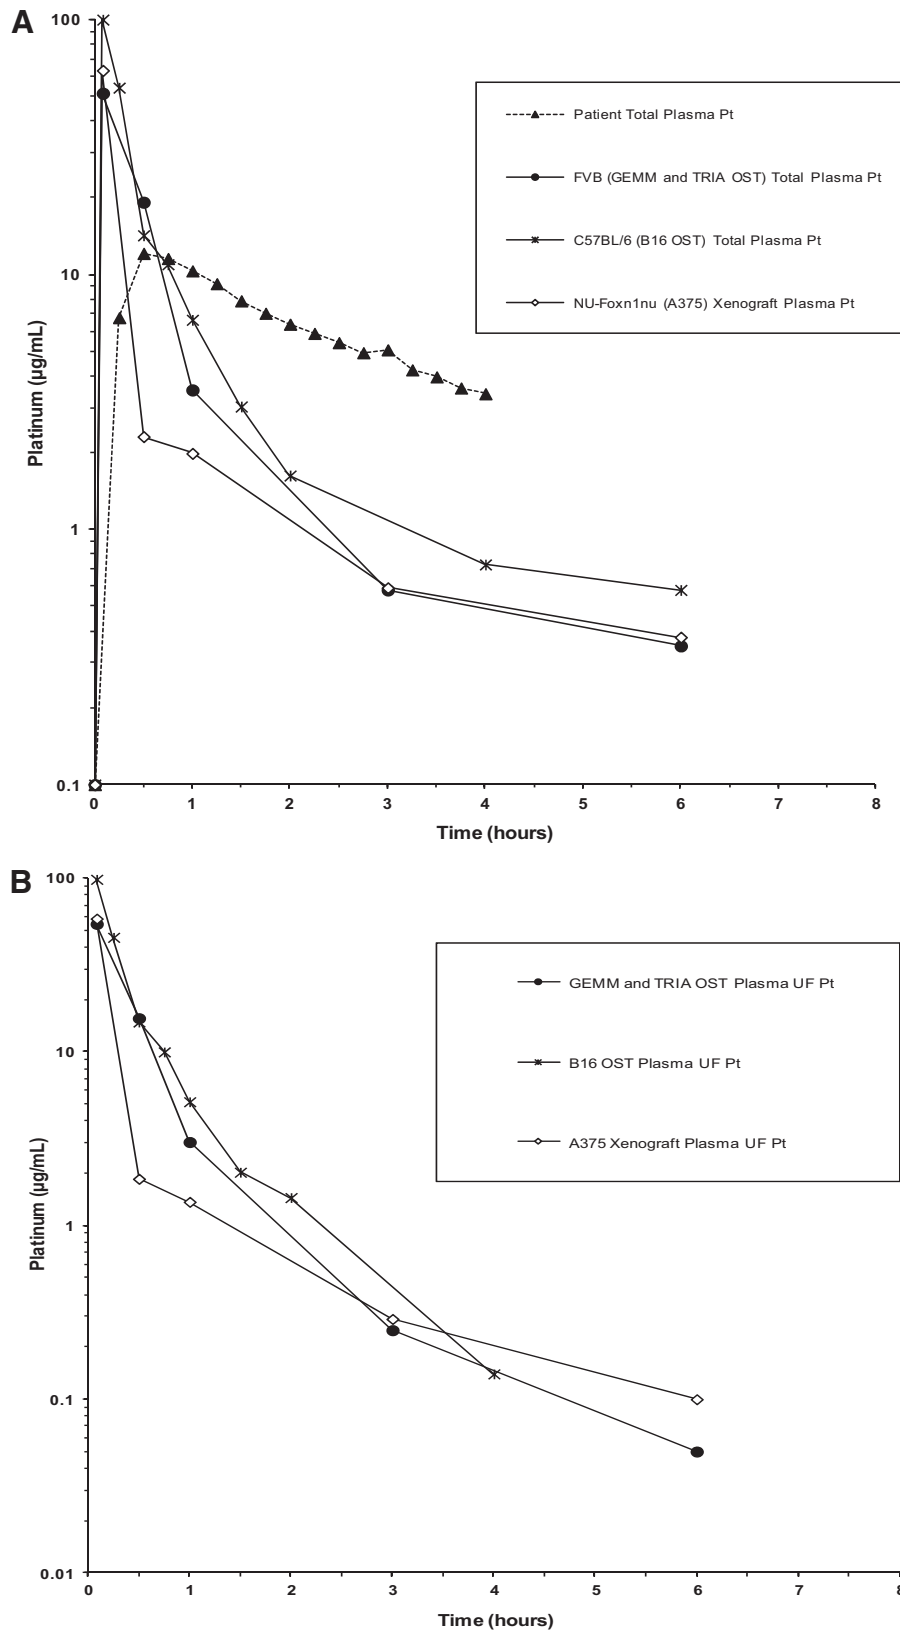 A
100
10
1
0.1
Platinum (µg/mL)
0 1 2 3 4 5 6 7 8
Time (hours)
Patient Total Plasma Pt
FVB (GEMM and TRIA OST) Total Plasma Pt
C57BL/6 (B16 OST) Total Plasma Pt
NU-Foxn1nu (A375) Xenograft Plasma Pt
B
100
10
1
0.1
0.01
Platinum (µg/mL)
0 1 2 3 4 5 6 7 8
Time (hours)
GEMM and TRIA OST Plasma UF Pt
B16 OST Plasma UF Pt
A375 Xenograft Plasma UF Pt